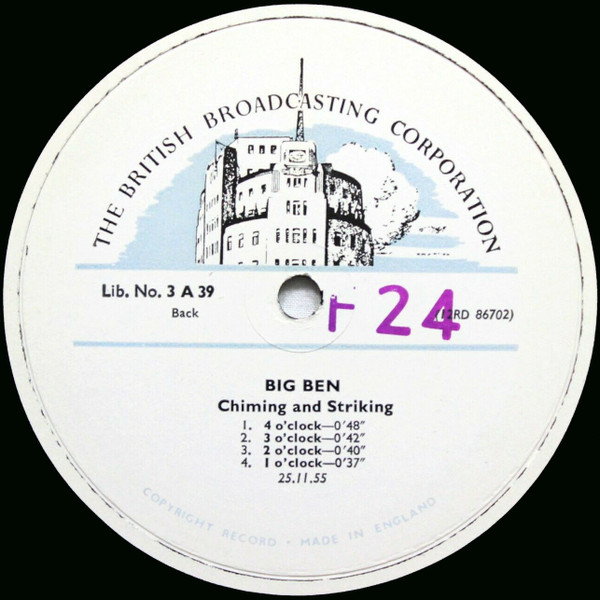 THE BRITISH BROADCASTING CORPORATION
Lib. No. 3 A 39
Back
24
(12RD 86702)
BIG BEN
Chiming and Striking
1. 4 o'clock—0'48"
2. 3 o'clock—0'42"
3. 2 o'clock—0'40"
4. 1 o'clock—0'37"
25.11.55
COPYRIGHT RECORD • MADE IN ENGLAND